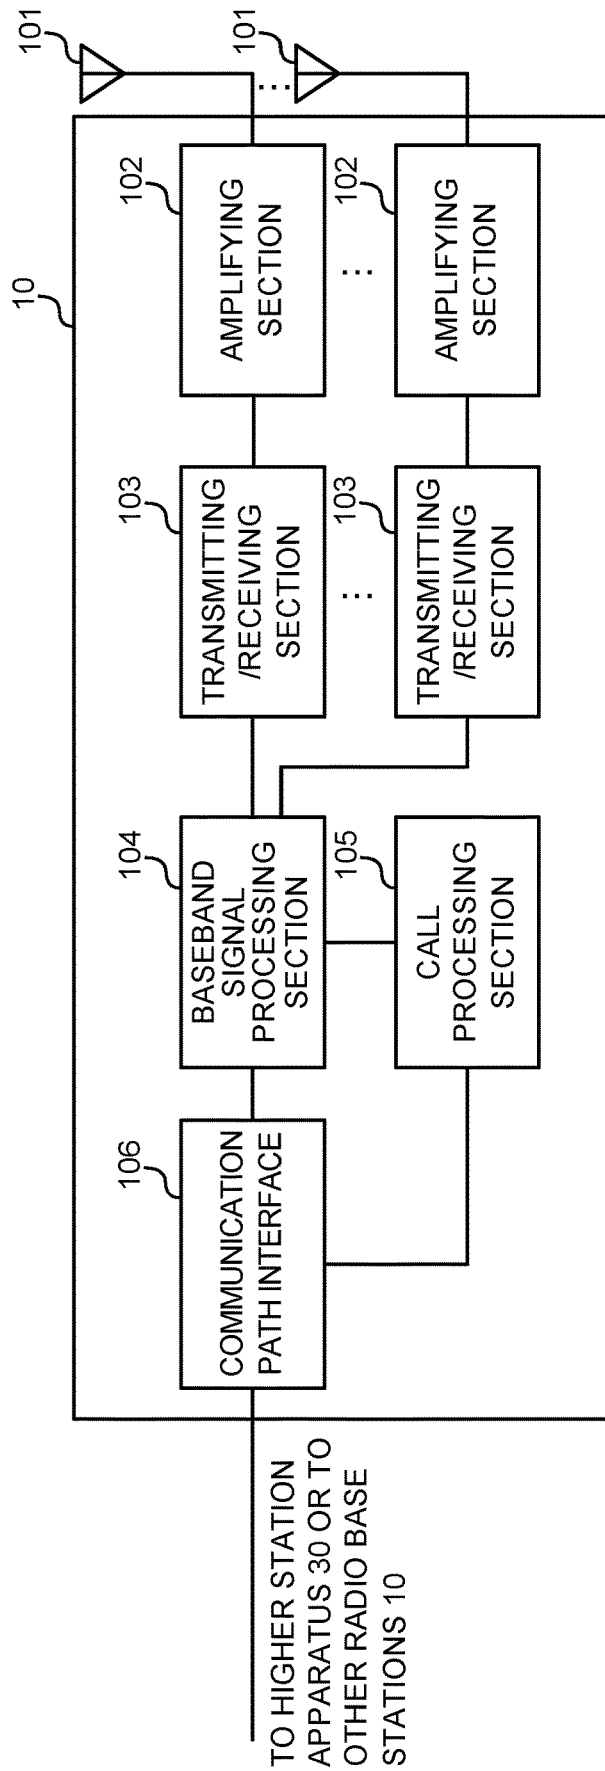 10
101
101
102
AMPLIFYING
SECTION
...
102
AMPLIFYING
SECTION
...
103
TRANSMITTING
/RECEIVING
SECTION
...
103
TRANSMITTING
/RECEIVING
SECTION
104
BASEBAND
SIGNAL
PROCESSING
SECTION
105
CALL
PROCESSING
SECTION
106
COMMUNICATION
PATH INTERFACE
TO HIGHER STATION
APPARATUS 30 OR TO
OTHER RADIO BASE
STATIONS 10